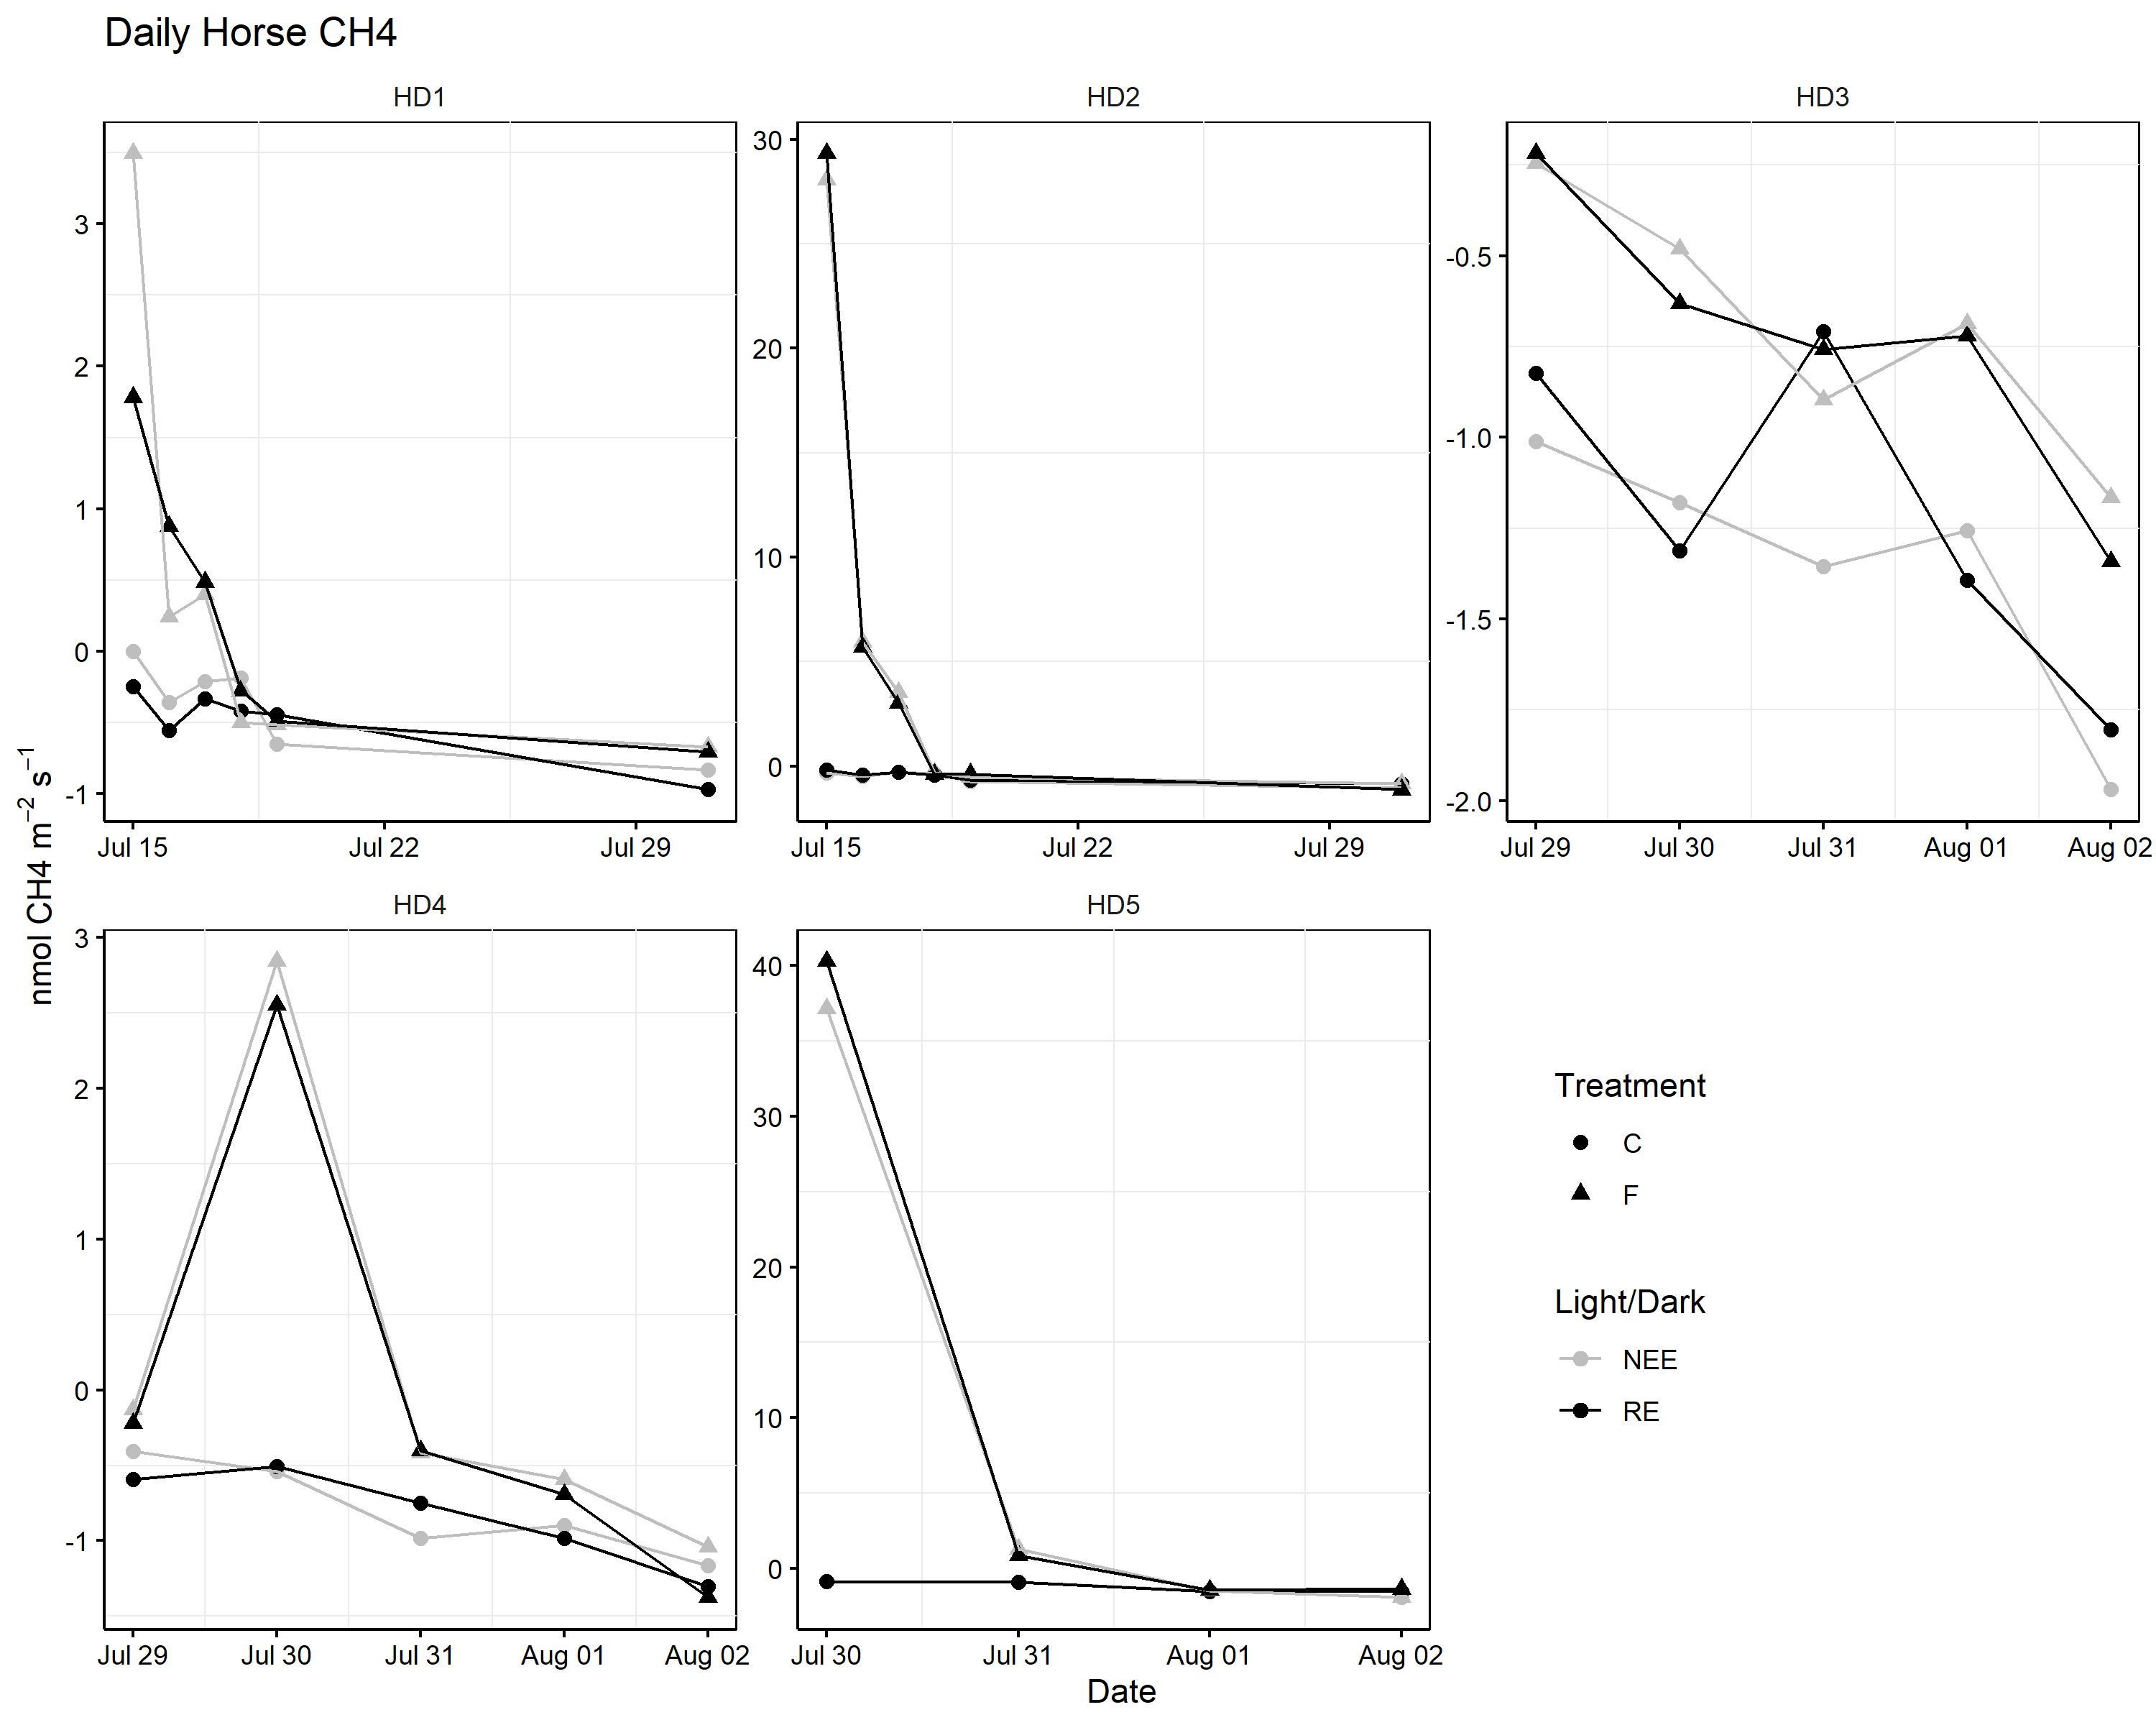 Daily Horse CH4
HD1
HD2
HD3
3
2
1
0
-1
30
20
10
0
-0.5
-1.0
-1.5
-2.0
Jul 15
Jul 22
Jul 29
Jul 15
Jul 22
Jul 29
Jul 29
Jul 30
Jul 31
Aug 01
Aug 02
nmol CH4 m⁻² s⁻¹
HD4
HD5
3
2
1
0
-1
40
30
20
10
0
Jul 29
Jul 30
Jul 31
Aug 01
Aug 02
Jul 30
Jul 31
Aug 01
Aug 02
Date
Treatment
C
F
Light/Dark
NEE
RE